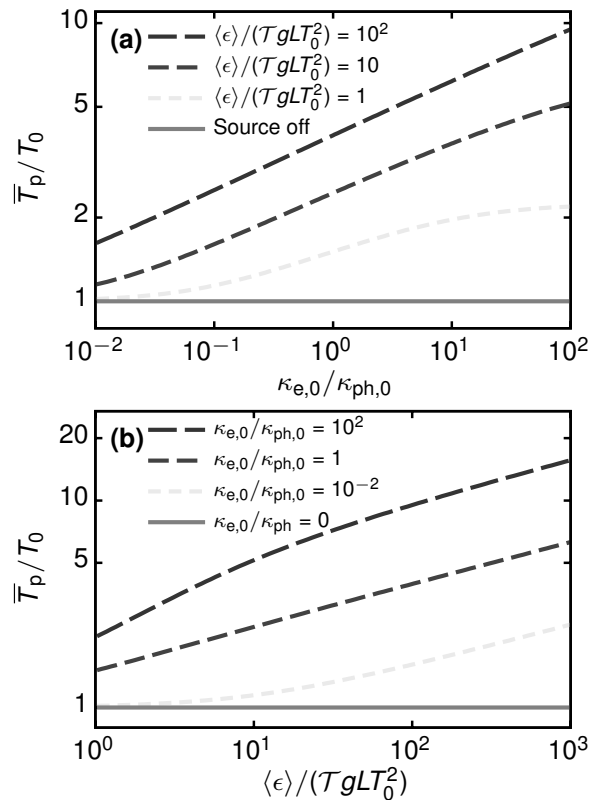 10
(a)
⟨ϵ⟩/(𝒯gLT₀²) = 10²
⟨ϵ⟩/(𝒯gLT₀²) = 10
⟨ϵ⟩/(𝒯gLT₀²) = 1
Source off
5
T̿ₚ/T₀
2
1
10⁻² 10⁻¹ 10⁰ 10¹ 10²
κₑ,₀/κₚₕ,₀
(b)
20
κₑ,₀/κₚₕ,₀ = 10²
κₑ,₀/κₚₕ,₀ = 1
κₑ,₀/κₚₕ,₀ = 10⁻²
κₑ,₀/κₚₕ = 0
10
5
T̿ₚ/T₀
1
10⁰ 10¹ 10² 10³
⟨ϵ⟩/(𝒯gLT₀²)